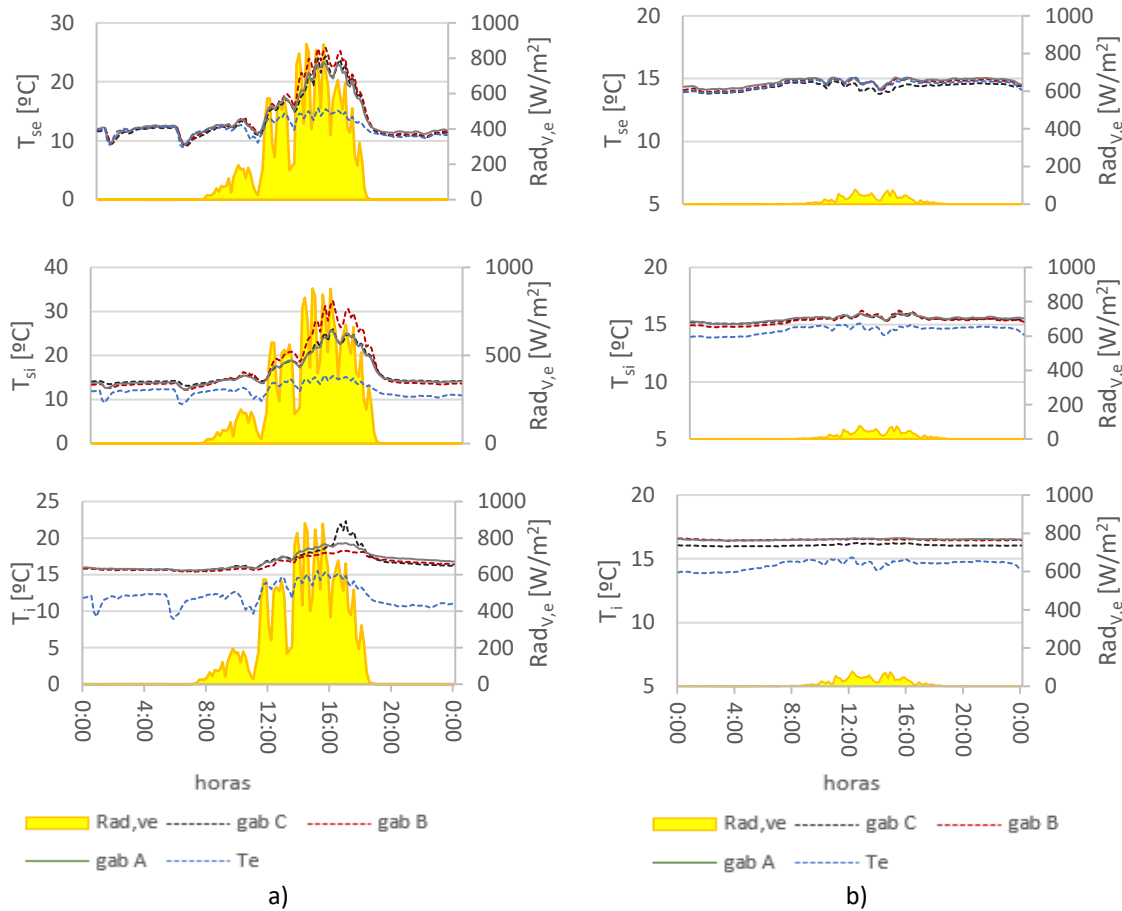 30
20
10
0
T_se [ºC]
1000
800
600
400
200
0
Rad_V,e [W/m²]
20
15
10
5
T_se [ºC]
1000
800
600
400
200
0
Rad_V,e [W/m²]
40
30
20
10
0
T_si [ºC]
1000
500
0
Rad_V,e [W/m²]
20
15
10
5
T_si [ºC]
1000
800
600
400
200
0
Rad_V,e [W/m²]
25
20
15
10
5
0
T_i [ºC]
1000
800
600
400
200
0
Rad_V,e [W/m²]
0:00 4:00 8:00 12:00 16:00 20:00 0:00
horas
20
15
10
5
T_i [ºC]
1000
800
600
400
200
0
Rad_V,e [W/m²]
0:00 4:00 8:00 12:00 16:00 20:00 0:00
horas
Rad,ve gab C gab B
gab A Te
a)
Rad,ve gab C gab B
gab A Te
b)